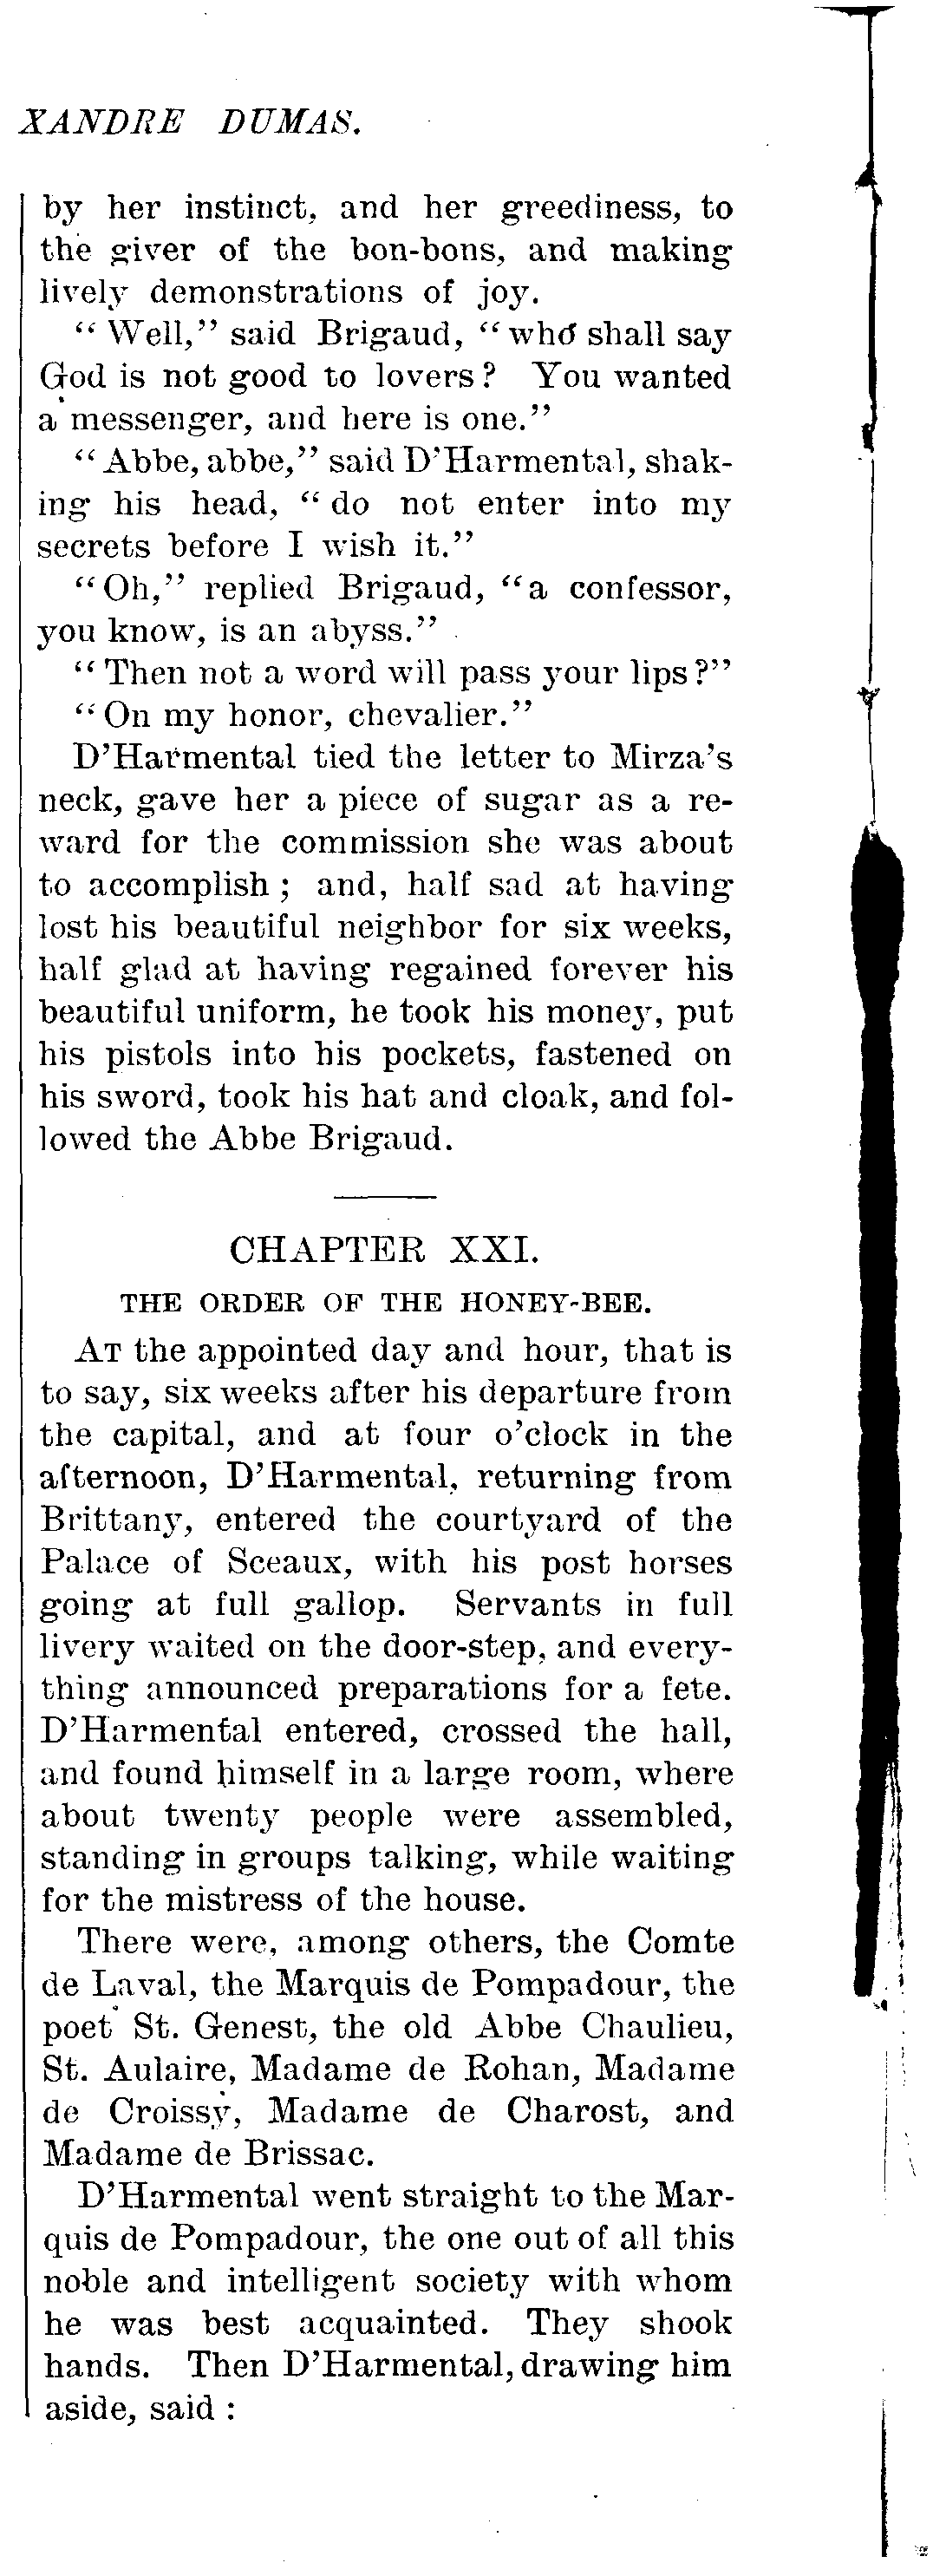 XANDRE DUMAS.
by her instinct, and her greediness, to
the giver of the bon-bons, and making
lively demonstrations of joy.
“ Well,” said Brigaud, “ who shall say
God is not good to lovers ? You wanted
a messenger, and here is one.”
“ Abbe, abbe,” said D’Harmental, shak-
ing his head, “ do not enter into my
secrets before I wish it.”
“ Oh,” replied Brigaud, “a confessor,
you know, is an abyss.”
“ Then not a word will pass your lips ?”
“ On my honor, chevalier.”
D’Harmental tied the letter to Mirza’s
neck, gave her a piece of sugar as a re-
ward for the commission she was about
to accomplish ; and, half sad at having
lost his beautiful neighbor for six weeks,
half glad at having regained forever his
beautiful uniform, he took his money, put
his pistols into his pockets, fastened on
his sword, took his hat and cloak, and fol-
lowed the Abbe Brigaud.
CHAPTER XXI.
THE ORDER OF THE HONEY-BEE.
AT the appointed day and hour, that is
to say, six weeks after his departure from
the capital, and at four o’clock in the
afternoon, D’Harmental, returning from
Brittany, entered the courtyard of the
Palace of Sceaux, with his post horses
going at full gallop. Servants in full
livery waited on the door-step, and every-
thing announced preparations for a fete.
D’Harmental entered, crossed the hall,
and found himself in a large room, where
about twenty people were assembled,
standing in groups talking, while waiting
for the mistress of the house.
There were, among others, the Comte
de Laval, the Marquis de Pompadour, the
poet St. Genest, the old Abbe Chaulieu,
St. Aulaire, Madame de Rohan, Madame
de Croissy, Madame de Charost, and
Madame de Brissac.
D’Harmental went straight to the Mar-
quis de Pompadour, the one out of all this
noble and intelligent society with whom
he was best acquainted. They shook
hands. Then D’Harmental, drawing him
aside, said :